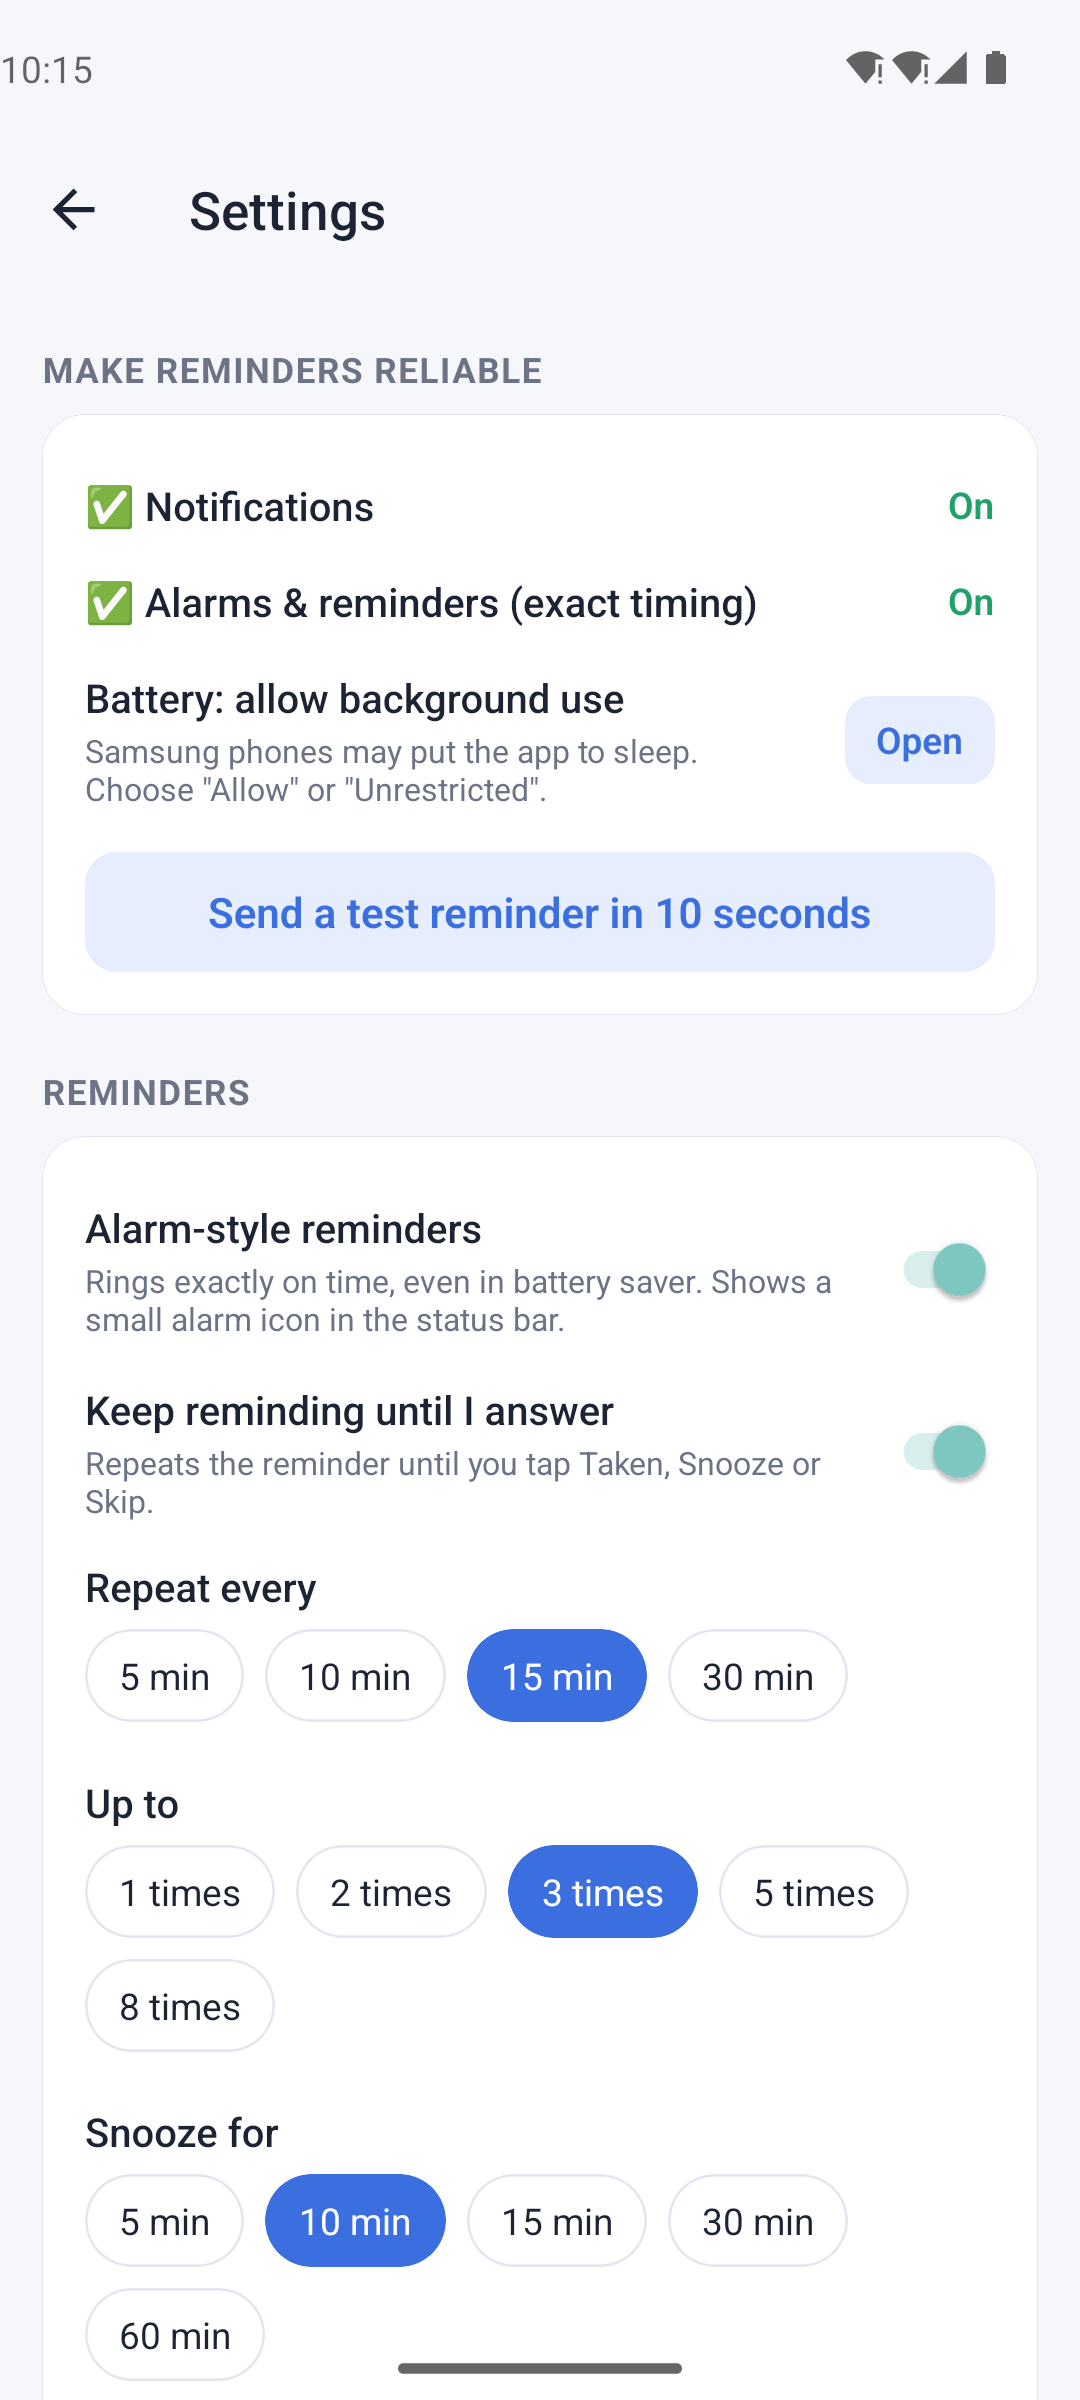 10:15
Settings
MAKE REMINDERS RELIABLE
✅ Notifications
On
✅ Alarms & reminders (exact timing)
On
Battery: allow background use
Samsung phones may put the app to sleep.
Choose "Allow" or "Unrestricted".
Open
Send a test reminder in 10 seconds
REMINDERS
Alarm-style reminders
Rings exactly on time, even in battery saver. Shows a
small alarm icon in the status bar.
Keep reminding until I answer
Repeats the reminder until you tap Taken, Snooze or
Skip.
Repeat every
5 min 10 min 15 min 30 min
Up to
1 times 2 times 3 times 5 times
8 times
Snooze for
5 min 10 min 15 min 30 min
60 min